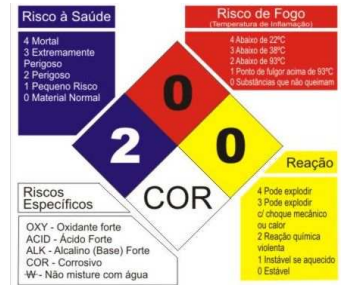 Risco à Saúde
4 Mortal
3 Extremamente
Perigoso
2 Perigoso
1 Pequeno Risco
0 Material Normal
Risco de Fogo
(Temperatura de Inflamação)
4 Abaixo de 22ºC
3 Abaixo de 38ºC
2 Abaixo de 93ºC
1 Ponto de fulgor acima de 93ºC
0 Substâncias que não queimam
0
2
0
COR
Reação
4 Pode explodir
3 Pode explodir
c/ choque mecânico
ou calor
2 Reação química
violenta
1 Instável se aquecido
0 Estável
Riscos
Específicos
OXY - Oxidante forte
ACID - Ácido Forte
ALK - Alcalino (Base) Forte
COR - Corrosivo
W - Não misture com água